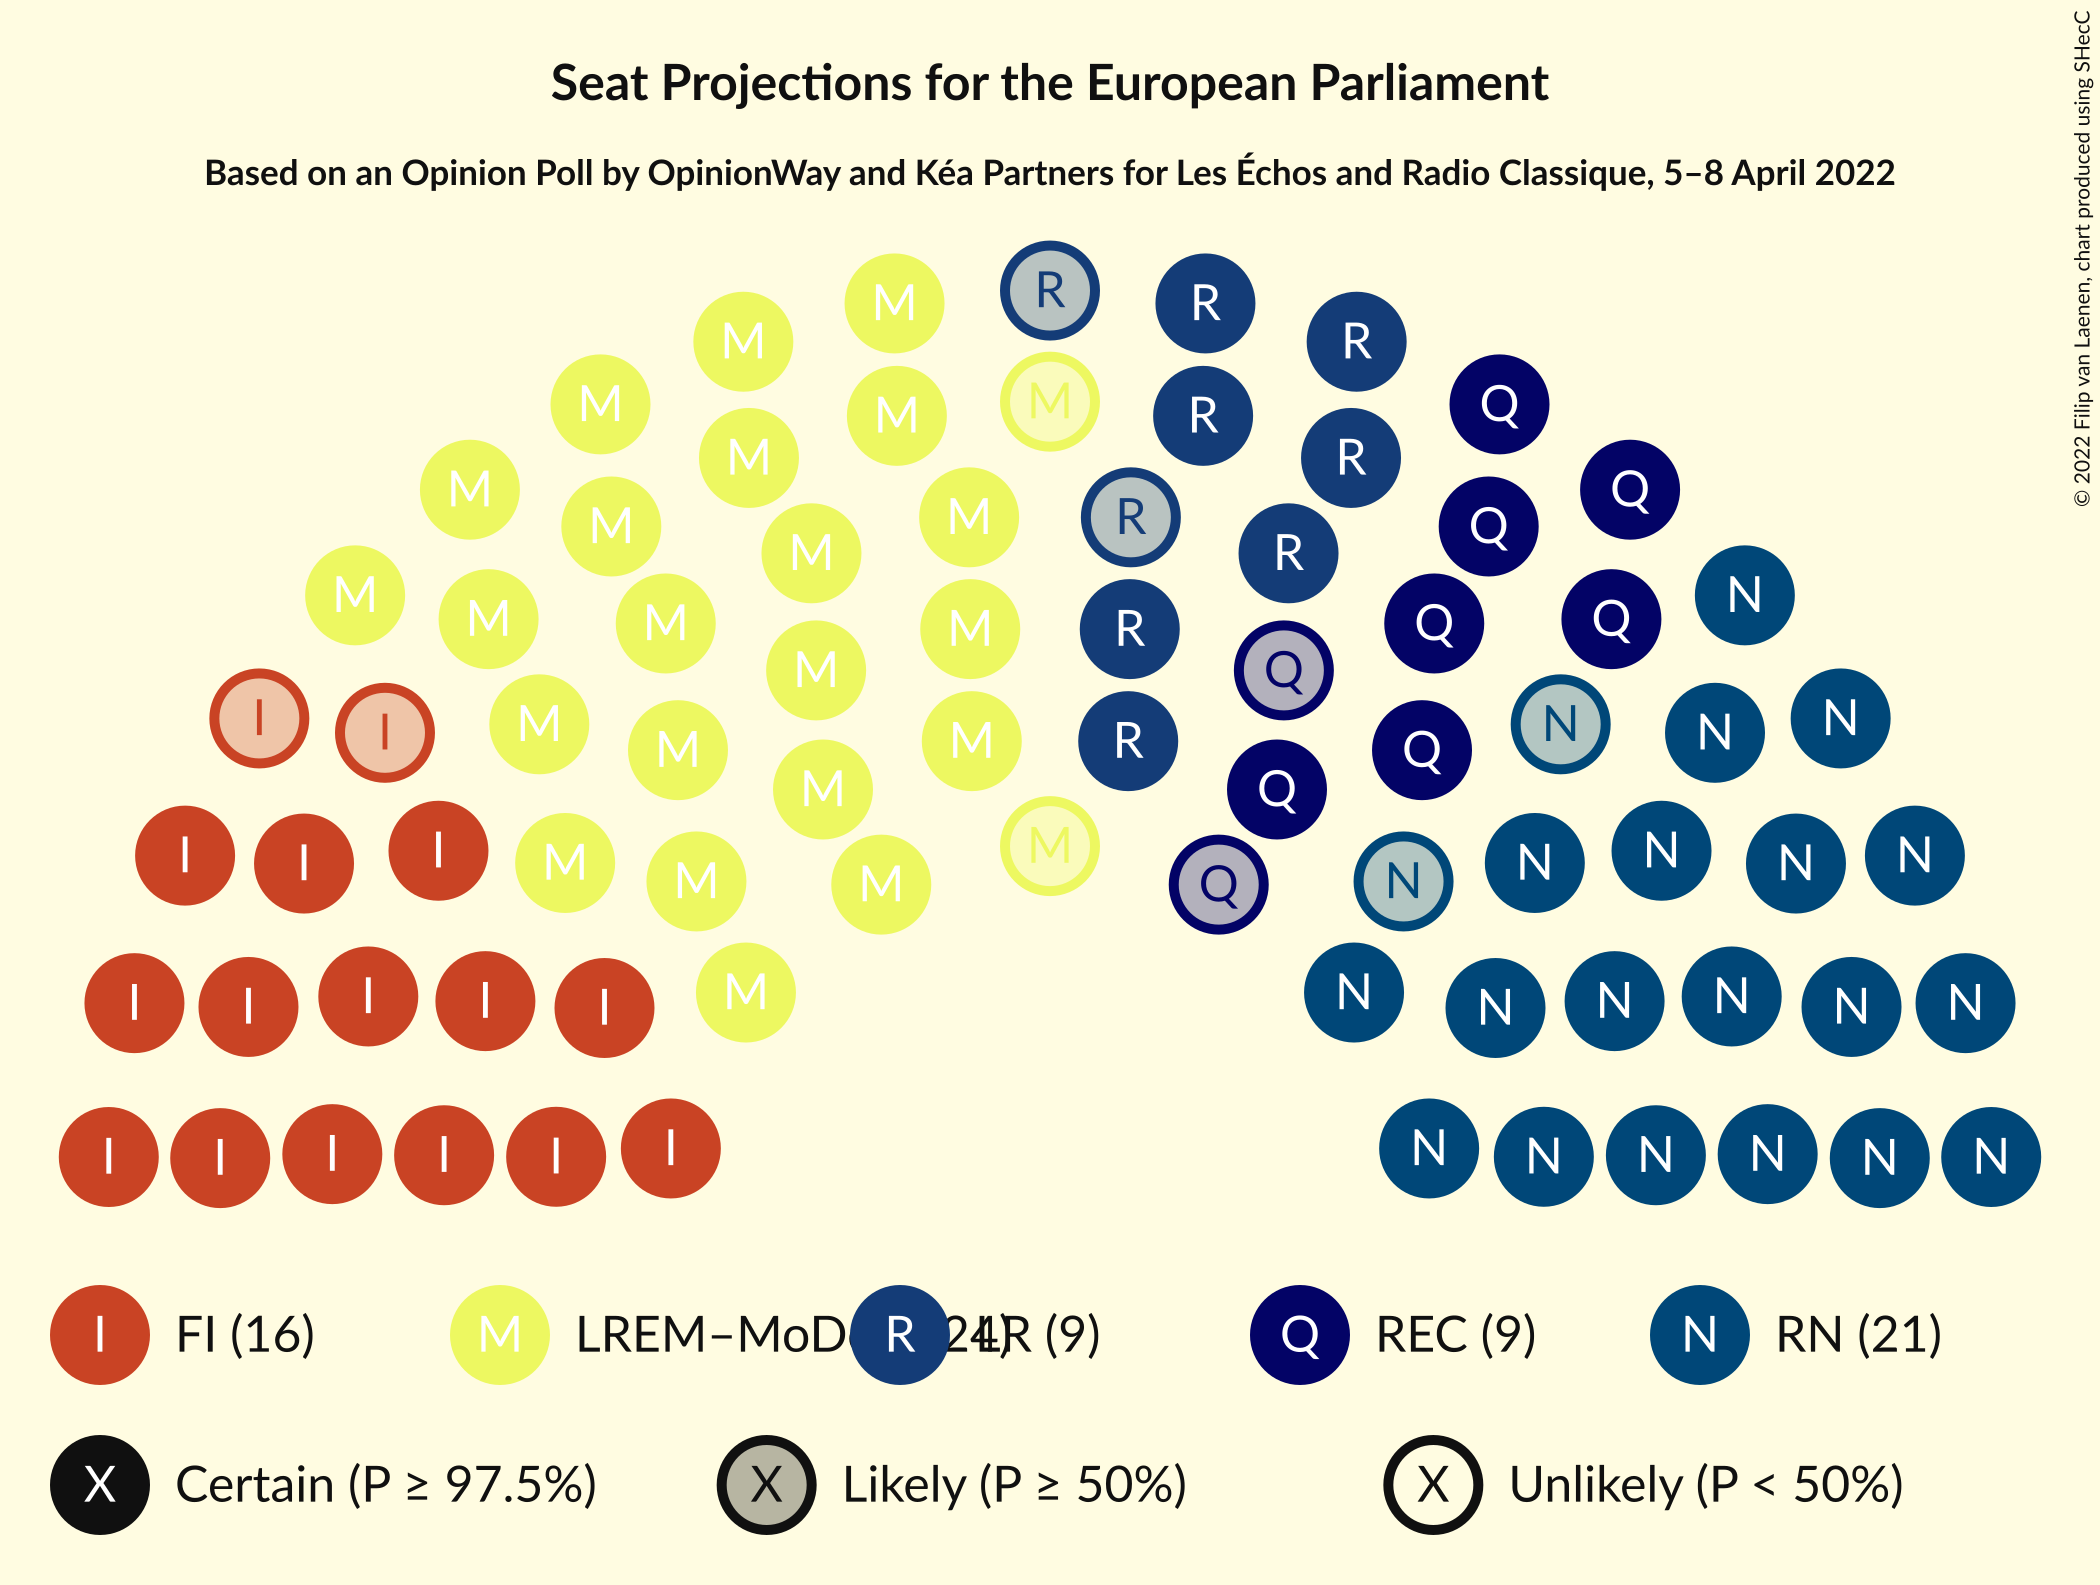 Seat Projections for the European Parliament
Based on an Opinion Poll by OpinionWay and Kéa Partners for Les Échos and Radio Classique, 5–8 April 2022
© 2022 Filip van Laenen, chart produced using SHecC
R
M R R
M M R Q
M M M R R Q
M M M M R R Q Q
M M M M M R Q Q N
I I M M M M R Q Q N N N
I I I M M M M M Q Q N N N N N
I I I I I M N N N N N N
I I I I I I N N N N N N
I FI (16) M LREM–MoD 24) R LR (9) Q REC (9) N RN (21)
X Certain (P ≥ 97.5%) X Likely (P ≥ 50%) X Unlikely (P < 50%)